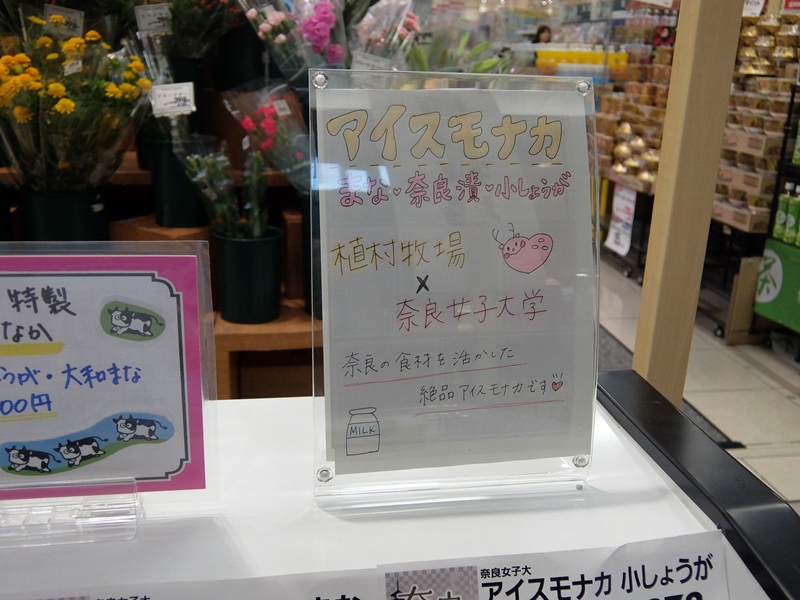 アイスモナカ
まな♡奈良漬♡小しょうが
植村牧場
×
奈良女子大学
奈良の食材を活かした
絶品アイスモナカです♡
MILK
特製
なか
うが・大和まな
00円
奈良女子大
アイスモナカ 小しょうが